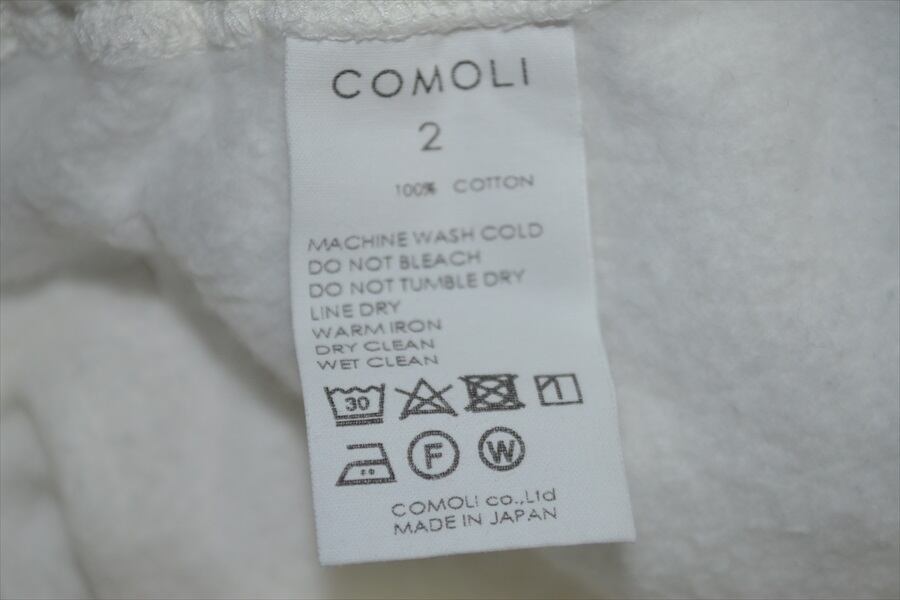 COMOLI
2
100% COTTON
MACHINE WASH COLD
DO NOT BLEACH
DO NOT TUMBLE DRY
LINE DRY
WARM IRON
DRY CLEAN
WET CLEAN
30
F W
COMOLI co.,Ltd
MADE IN JAPAN